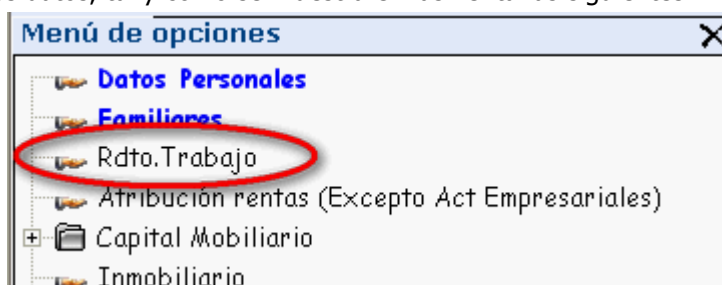 Menú de opciones
Datos Personales
Familiares
Rdto.Trabajo
Atribución rentas (Excepto Act Empresariales)
Capital Mobiliario
Inmobiliario